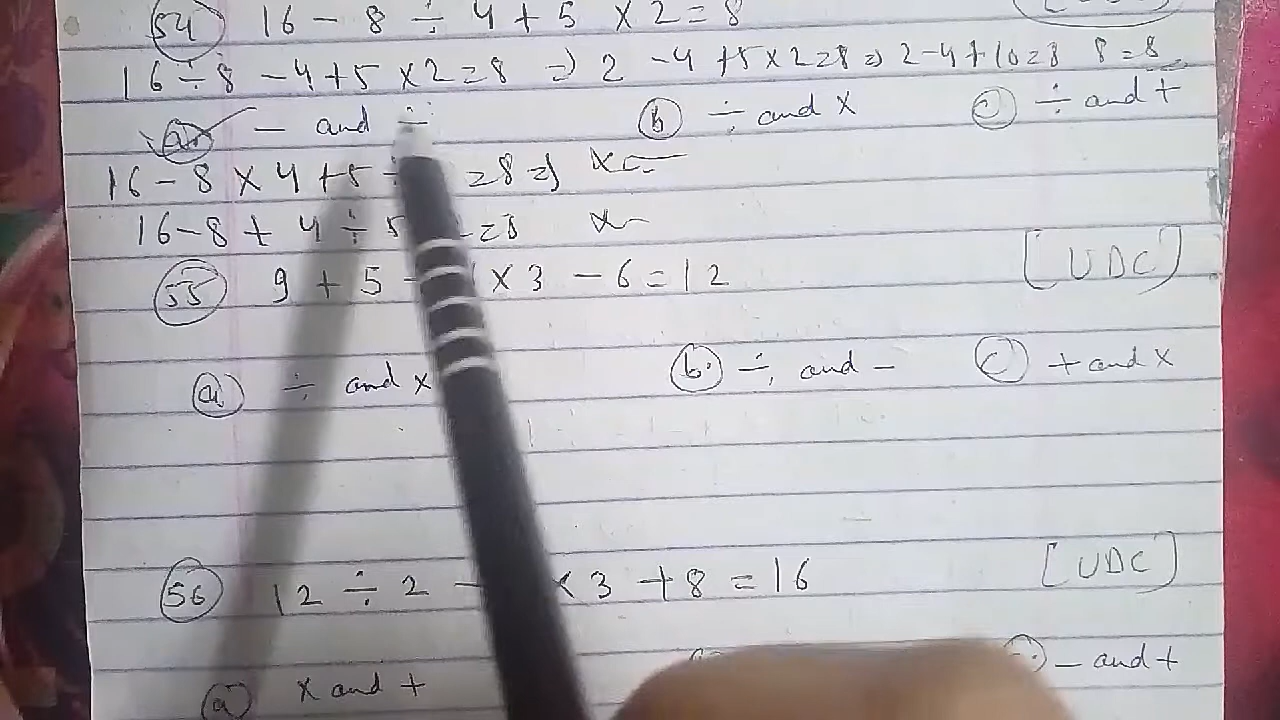 54 16 - 8 ÷ 4 + 5 × 2 = 8
16 ÷ 8 - 4 + 5 × 2 = 8 ⇒ 2 - 4 + 5 × 2 = 8 ⇒ 2 - 4 + 10 = 8 8 = 8
a - and ÷ b ÷ and × c ÷ and +
16 - 8 × 4 + 5 = 8 ⇒ ×
16 - 8 + 4 ÷ 5 = 8 ×
55 9 + 5 × 3 - 6 = 12 [UDC]
a. ÷ and × b. ÷, and - c + and ×
56 12 ÷ 2 - × 3 + 8 = 16 [UDC]
- and +
a × and +